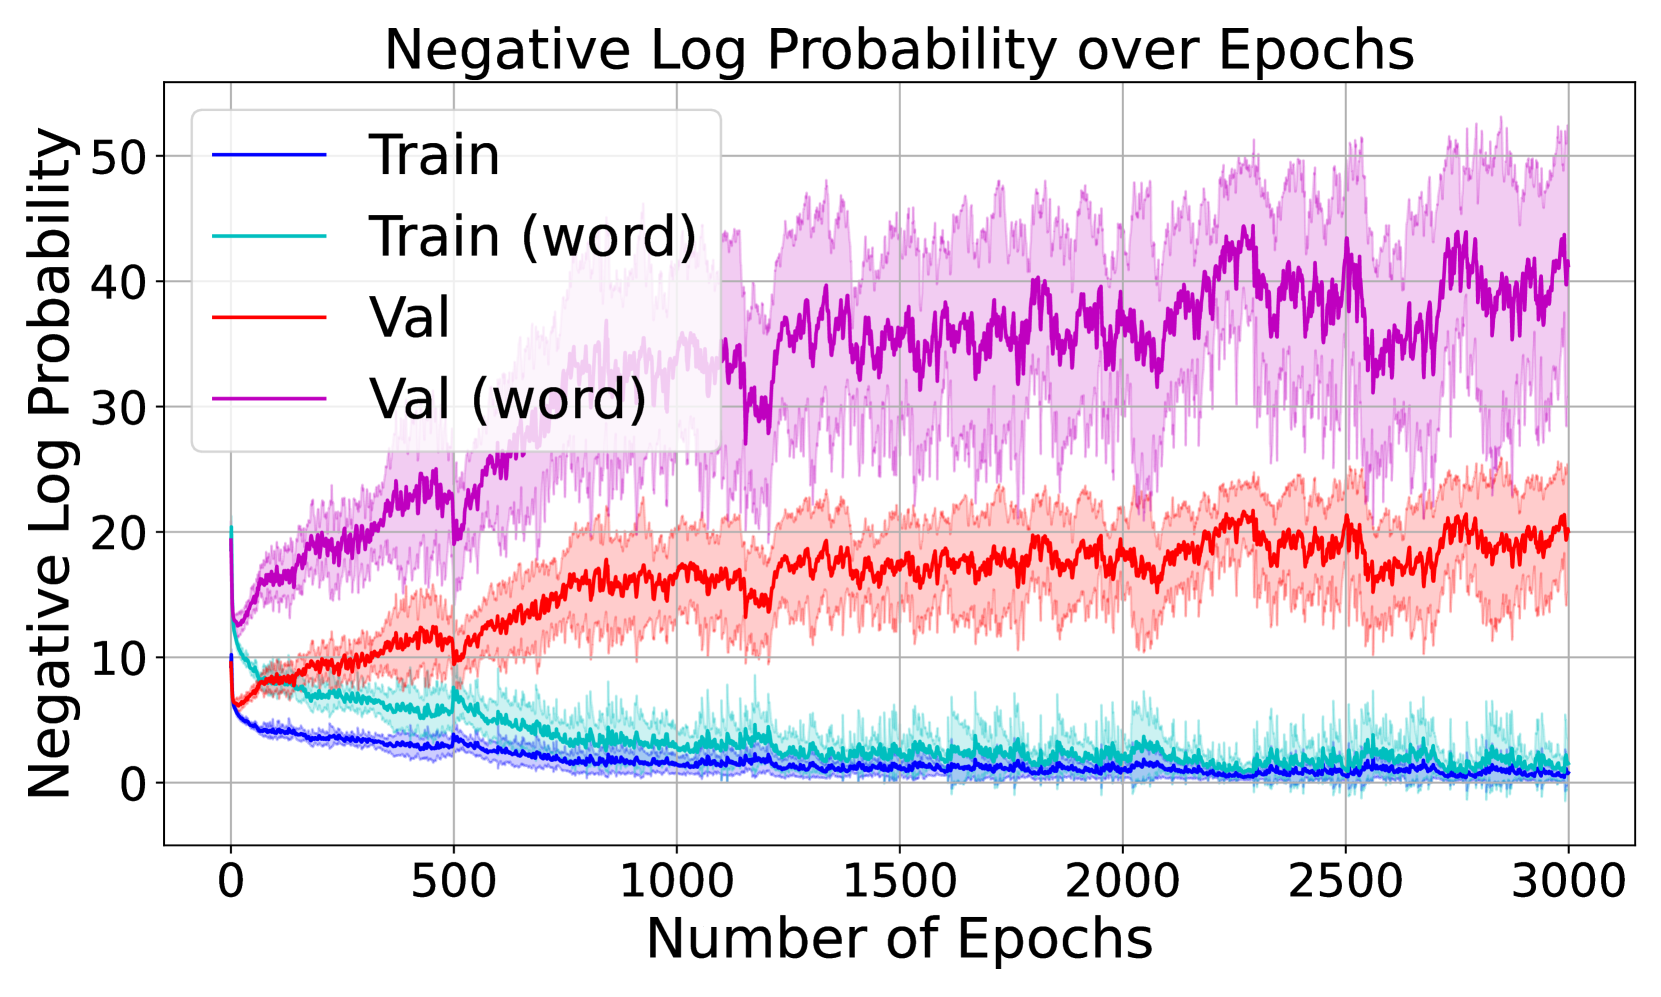 Negative Log Probability over Epochs
Negative Log Probability
50
40
30
20
10
0
Train
Train (word)
Val
Val (word)
0 500 1000 1500 2000 2500 3000
Number of Epochs